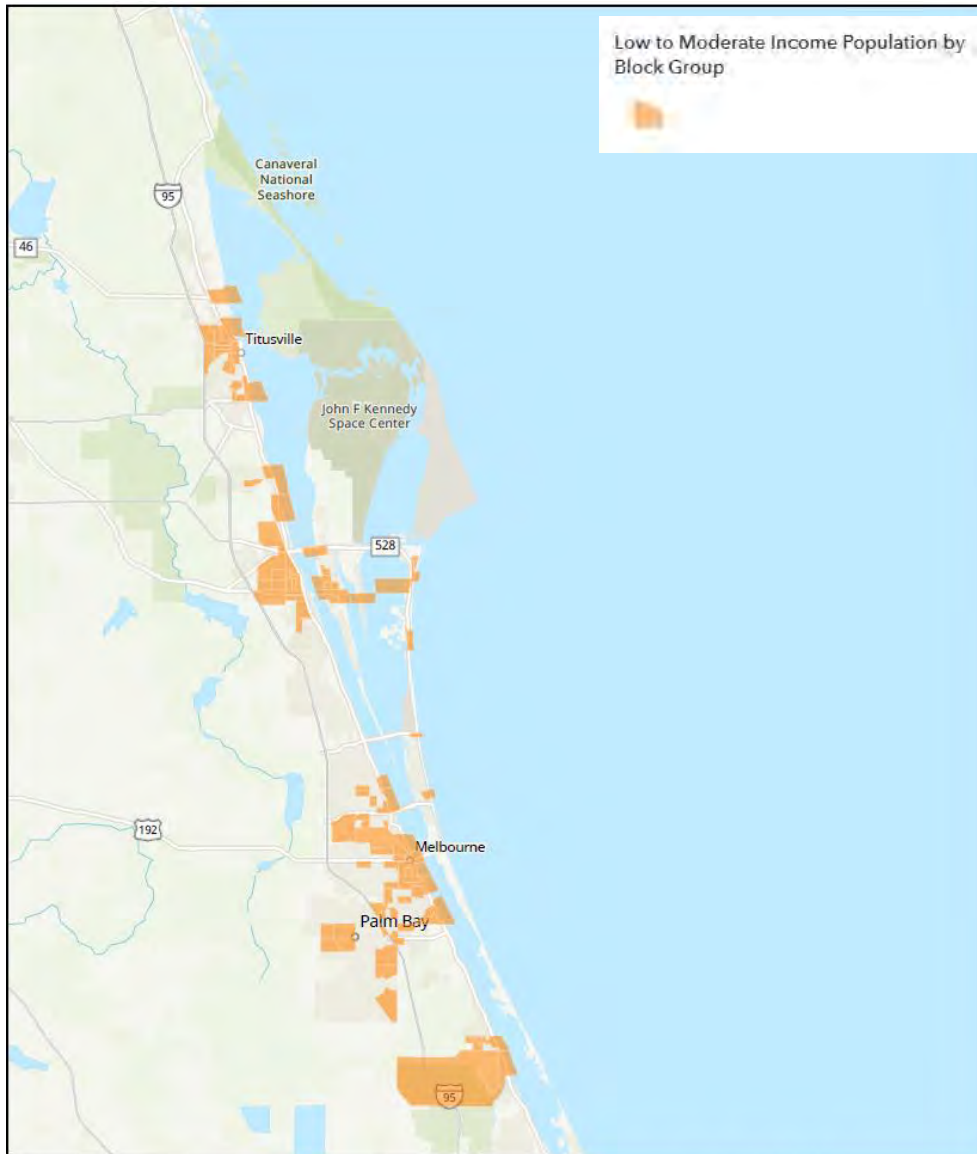 Low to Moderate Income Population by
Block Group
Canaveral
National
Seashore
95
46
Titusville
John F Kennedy
Space Center
528
192
Melbourne
Palm Bay
95